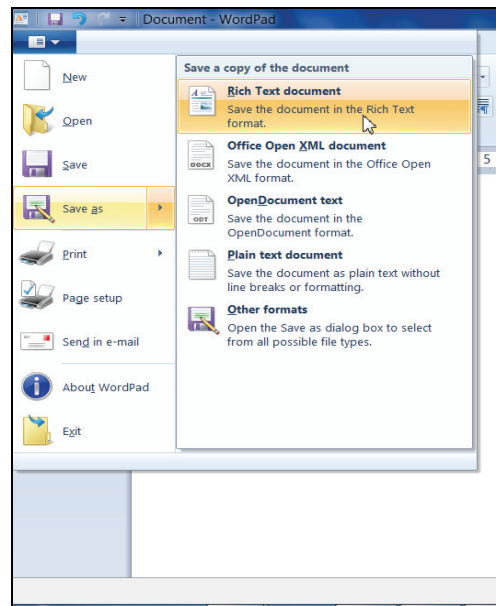 Document - WordPad
New
Open
Save
Save as
Print
Page setup
Send in e-mail
About WordPad
Exit
Save a copy of the document
Rich Text document
Save the document in the Rich Text
format.
DOCX
Office Open XML document
Save the document in the Office Open
XML format.
ODT
OpenDocument text
Save the document in the
OpenDocument format.
Plain text document
Save the document as plain text without
line breaks or formatting.
Other formats
Open the Save as dialog box to select
from all possible file types.
5